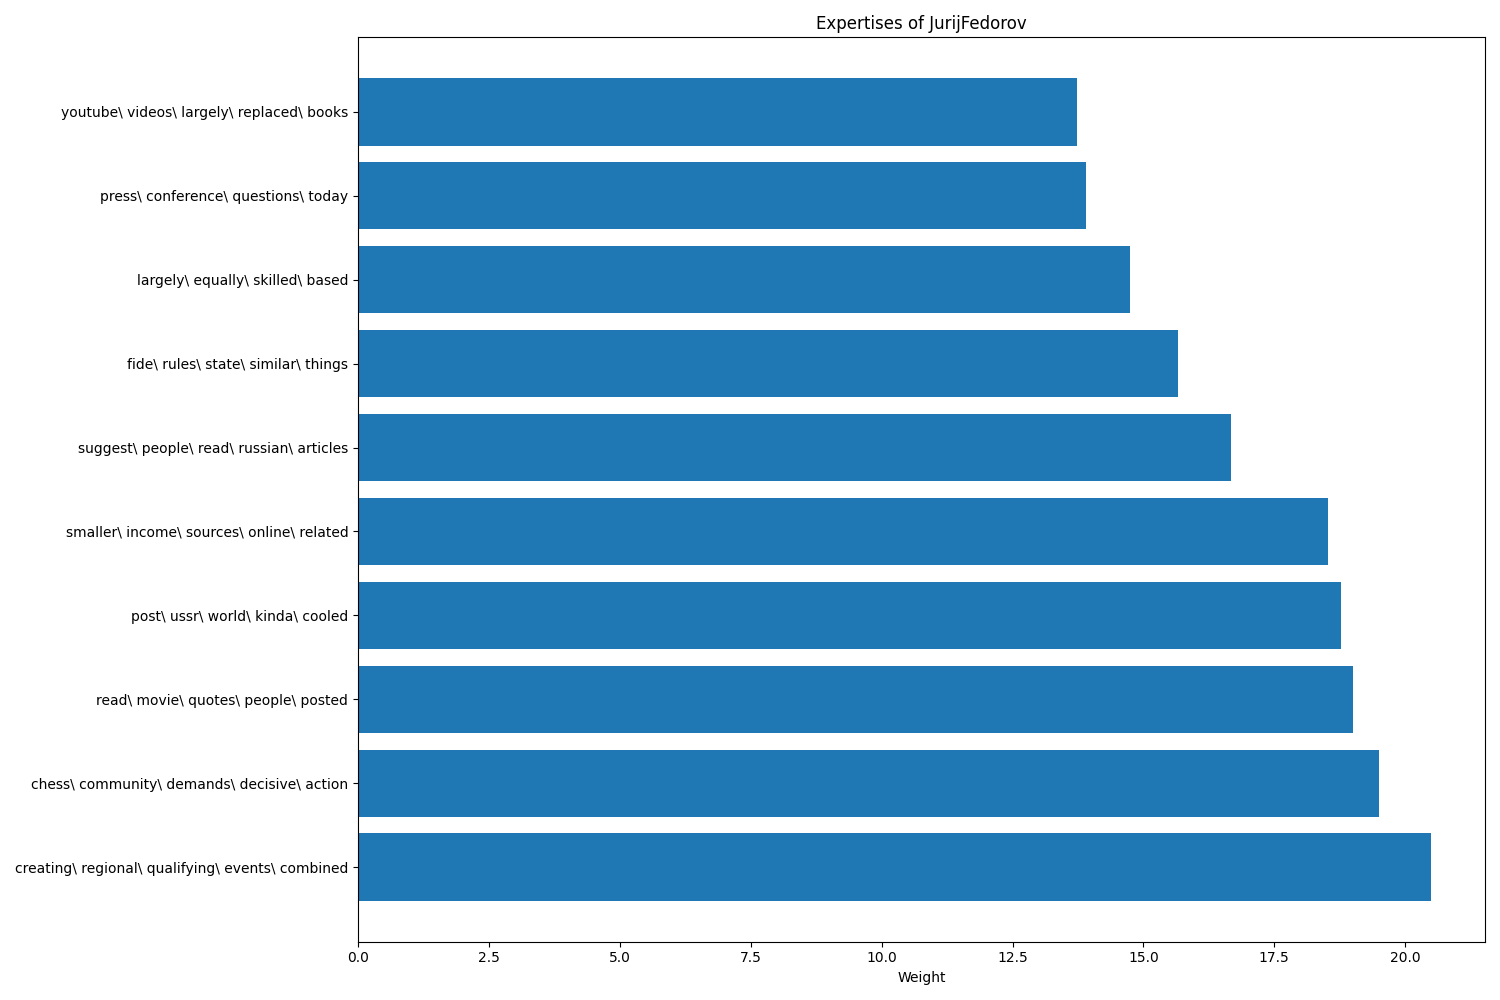 Expertises of JurijFedorov
youtube\ videos\ largely\ replaced\ books
press\ conference\ questions\ today
largely\ equally\ skilled\ based
fide\ rules\ state\ similar\ things
suggest\ people\ read\ russian\ articles
smaller\ income\ sources\ online\ related
post\ ussr\ world\ kinda\ cooled
read\ movie\ quotes\ people\ posted
chess\ community\ demands\ decisive\ action
creating\ regional\ qualifying\ events\ combined
0.0 2.5 5.0 7.5 10.0 12.5 15.0 17.5 20.0
Weight